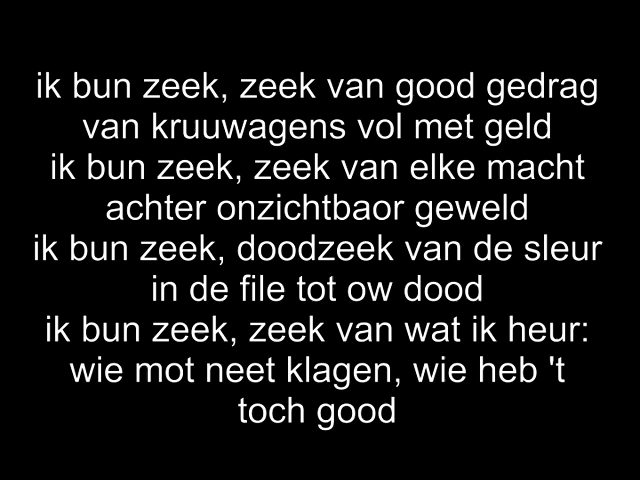 ik bun zeek, zeek van good gedrag
van kruuwagens vol met geld
ik bun zeek, zeek van elke macht
achter onzichtbaor geweld
ik bun zeek, doodzeek van de sleur
in de file tot ow dood
ik bun zeek, zeek van wat ik heur:
wie mot neet klagen, wie heb 't
toch good